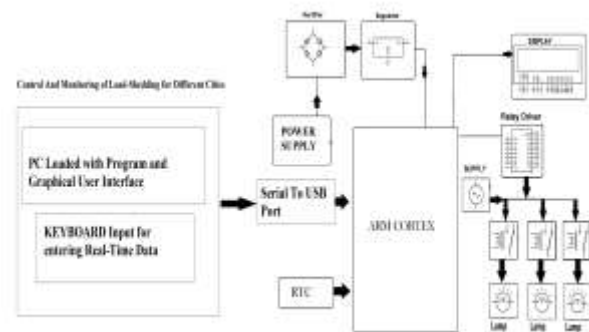 Rectifier
Regulator
DISPLAY
Control And Monitoring of Load-Shedding for Different Cities
PC Loaded with Program and
Graphical User Interface
KEYBOARD Input for
entering Real-Time Data
POWER
SUPPLY
Serial To USB
Port
RTC
ARM CORTEX
Relay Driver
SUPPLY
Lamp
Lamp
Lamp